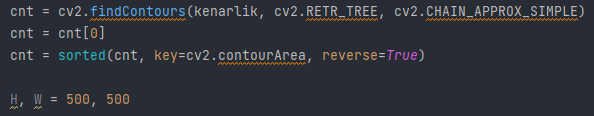 cnt = cv2.findContours(kenarlik, cv2.RETR_TREE, cv2.CHAIN_APPROX_SIMPLE)
cnt = cnt[0]
cnt = sorted(cnt, key=cv2.contourArea, reverse=True)
H, W = 500, 500